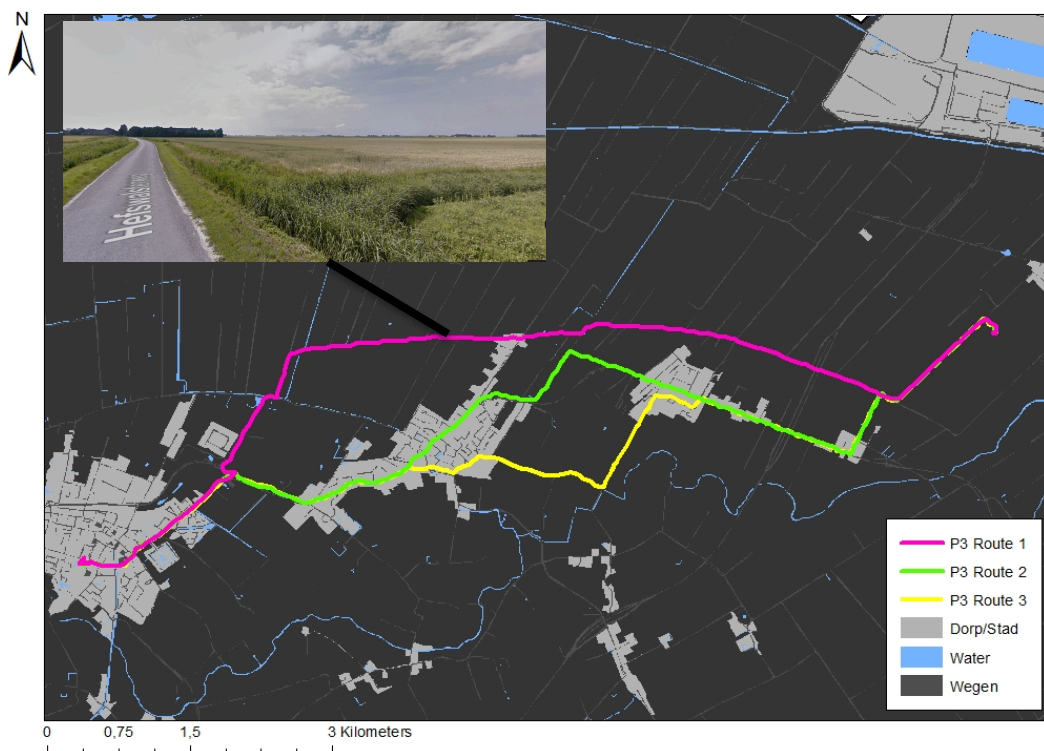 N
Hefswalsterweg
P3 Route 1
P3 Route 2
P3 Route 3
Dorp/Stad
Water
Wegen
0 0,75 1,5 3 Kilometers